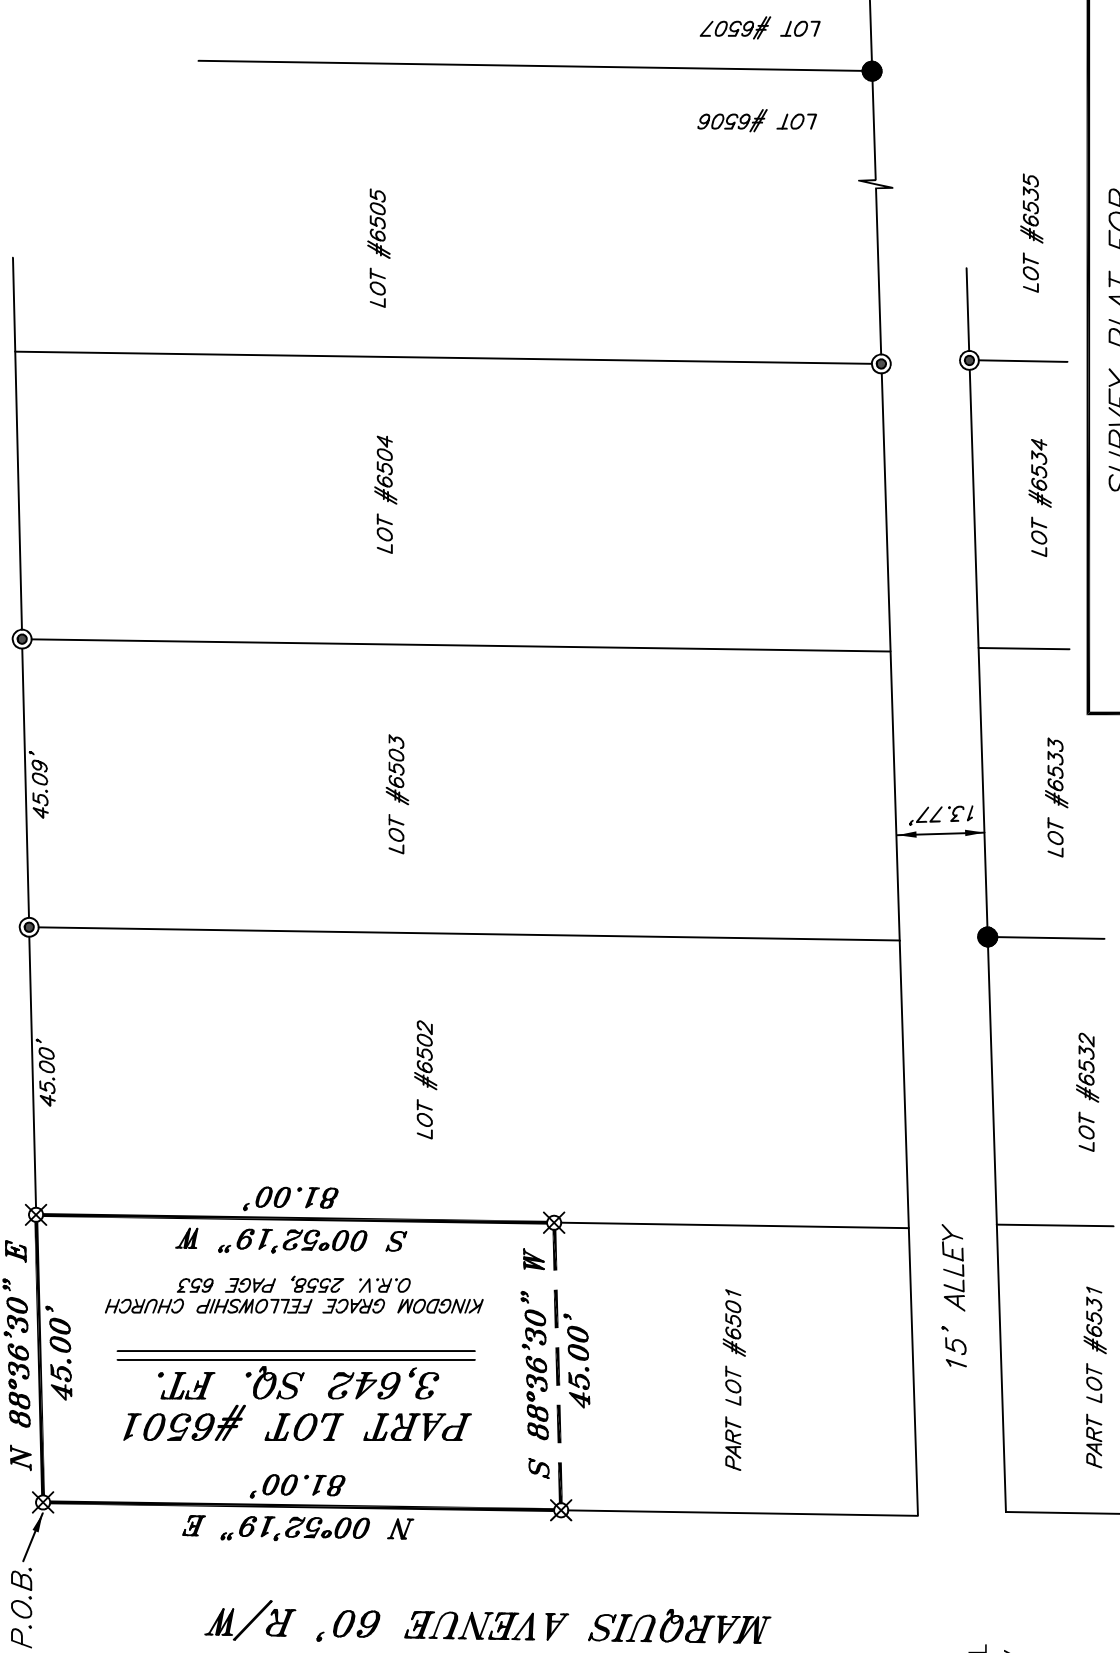 LOT #6507
LOT #6506
LOT #6505
LOT #6535
SURVEY PLAT FOR
LOT #6504
LOT #6534
45.09'
LOT #6503
13.77'
LOT #6533
45.00'
LOT #6502
LOT #6532
81.00'
S 00°52'19" W
O.R.V. 2558, PAGE 653
KINGDOM GRACE FELLOWSHIP CHURCH
3,642 SQ. FT.
PART LOT #6501
81.00'
N 00°52'19" E
N 88°36'30" E
45.00'
S 88°36'30" W
45.00'
PART LOT #6501
15' ALLEY
PART LOT #6531
P.O.B.
MARQUIS AVENUE 60' R/W